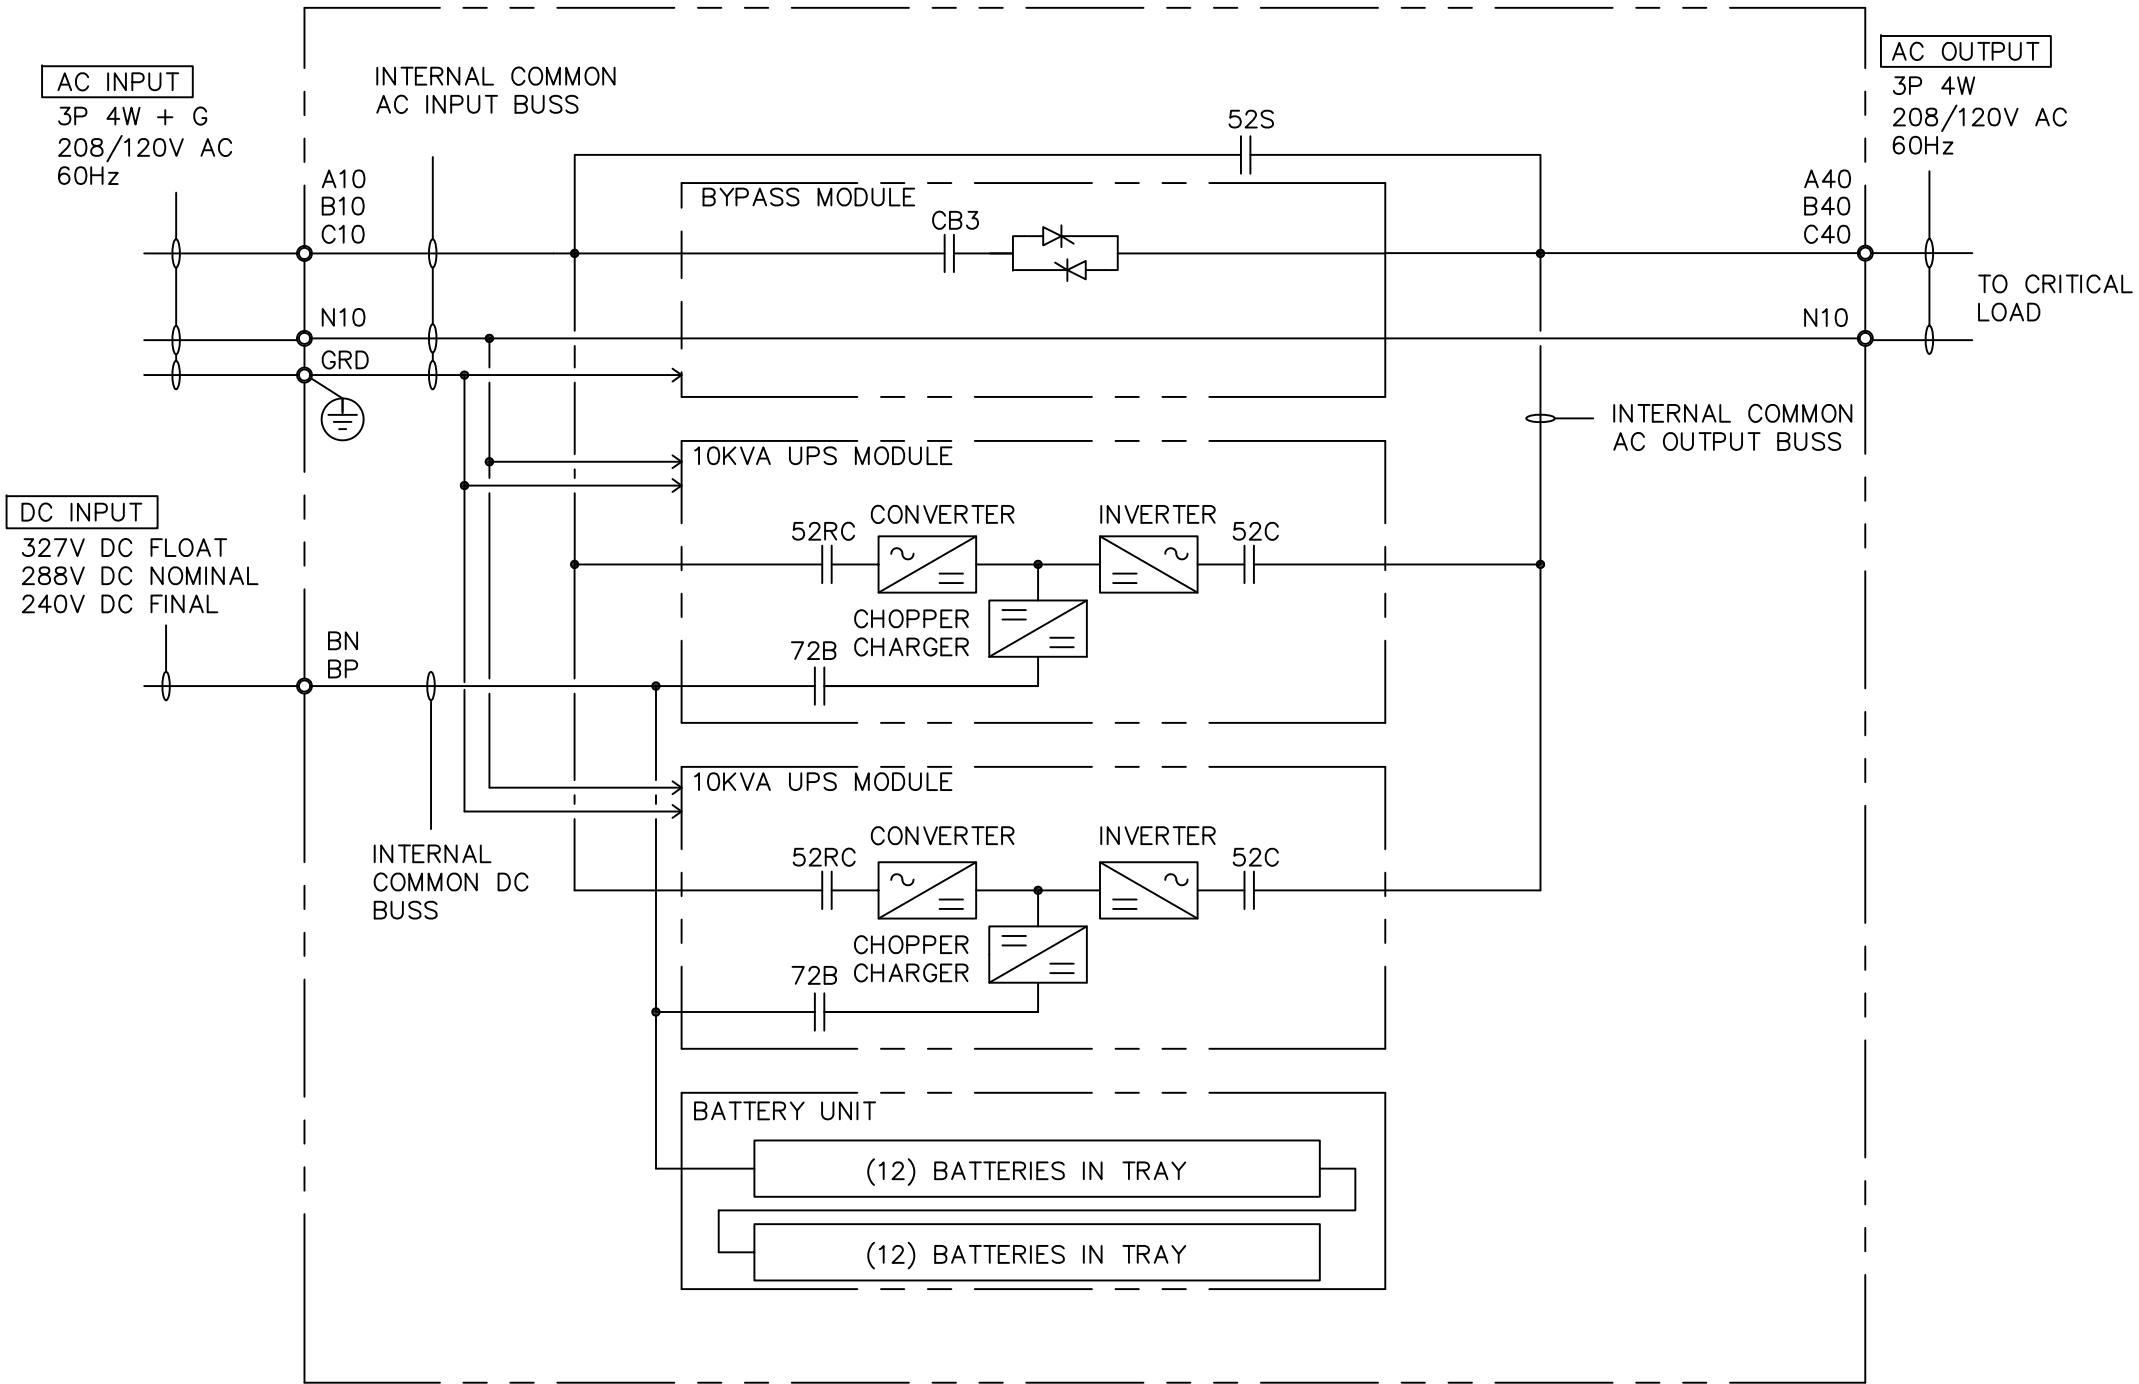 AC INPUT
3P 4W + G
208/120V AC
60Hz
INTERNAL COMMON
AC INPUT BUSS
AC OUTPUT
3P 4W
208/120V AC
60Hz
52S
A10
B10
C10
BYPASS MODULE
CB3
A40
B40
C40
TO CRITICAL
LOAD
N10
N10
GRD
INTERNAL COMMON
AC OUTPUT BUSS
10KVA UPS MODULE
DC INPUT
327V DC FLOAT
288V DC NOMINAL
240V DC FINAL
52RC
CONVERTER
INVERTER
52C
CHOPPER
CHARGER
72B
BN
BP
10KVA UPS MODULE
52RC
CONVERTER
INVERTER
52C
INTERNAL
COMMON DC
BUSS
CHOPPER
CHARGER
72B
BATTERY UNIT
(12) BATTERIES IN TRAY
(12) BATTERIES IN TRAY